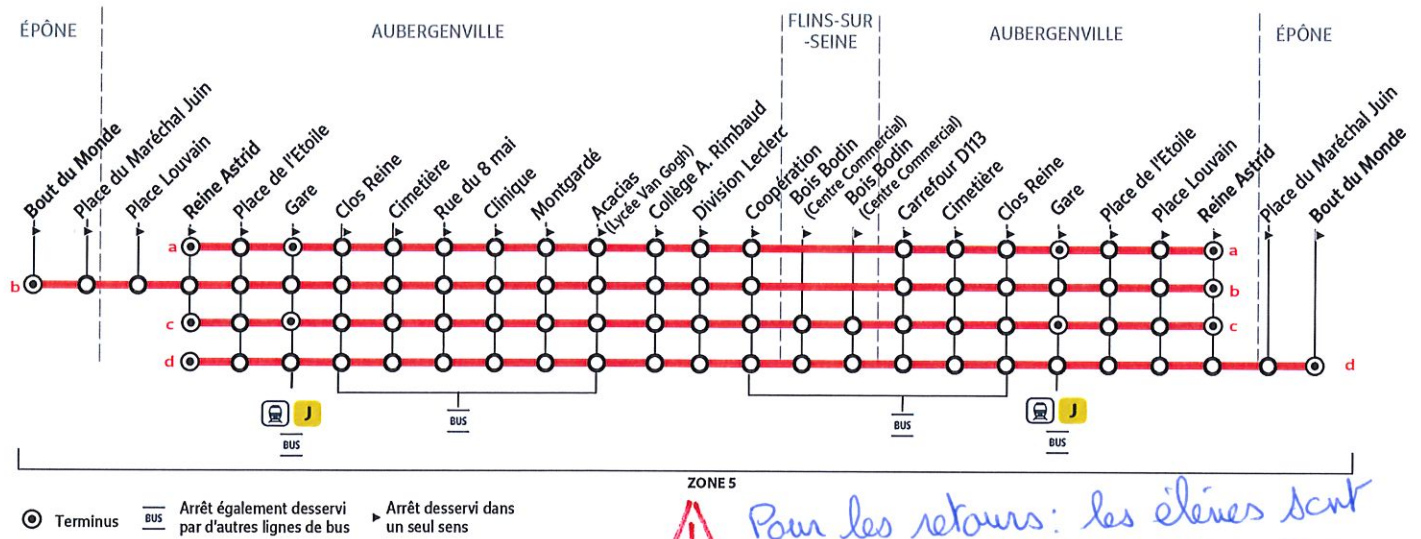 ÉPÔNE
AUBERGENVILLE
FLINS-SUR
-SEINE
AUBERGENVILLE
ÉPÔNE
Bout du Monde
Place du Maréchal Juin
Place Louvain
Reine Astrid
Place de l'Etoile
Gare
Clos Reine
Cimetière
Rue du 8 mai
Clinique
Montgardé
Acacias
(Lycée Van Gogh)
Collège A. Rimbaud
Division Leclerc
Coopération
Bois Bodin
(Centre Commercial)
Bois Bodin
(Centre Commercial)
Carrefour D113
Cimetière
Clos Reine
Gare
Place de l'Etoile
Place Louvain
Reine Astrid
Place du Maréchal Juin
Bout du Monde
a a
b b
c c
d d
J
BUS
BUS
BUS
J
BUS
ZONE 5
Terminus
BUS
Arrêt également desservi
par d'autres lignes de bus
Arrêt desservi dans
un seul sens
Pour les retours: les élèves sont